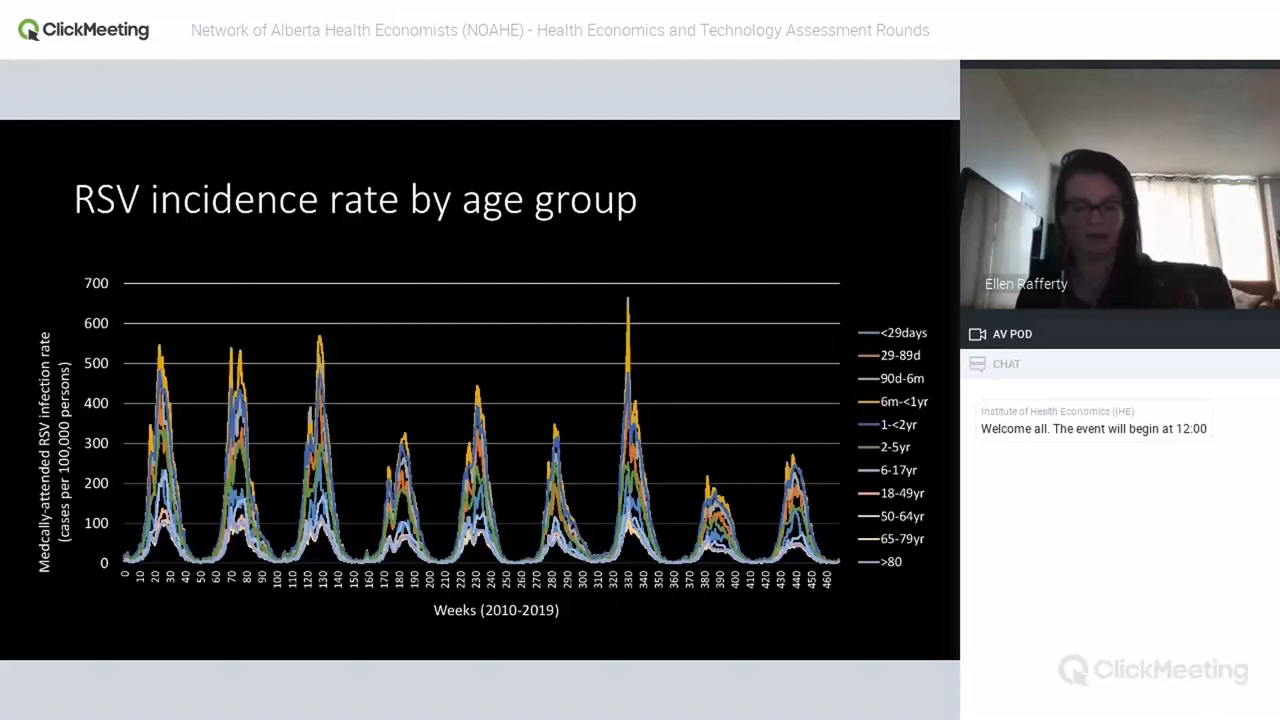 ClickMeeting
Network of Alberta Health Economists (NOAHE) - Health Economics and Technology Assessment Rounds
RSV incidence rate by age group
Medcally-attended RSV infection rate
(cases per 100,000 persons)
700
600
500
400
300
200
100
0
0 10 20 30 40 50 60 70 80 90 100 110 120 130 140 150 160 170 180 190 200 210 220 230 240 250 260 270 280 290 300 310 320 330 340 350 360 370 380 390 400 410 420 430 440 450 460
Weeks (2010-2019)
<29days
29-89d
90d-6m
6m-<1yr
1-<2yr
2-5yr
6-17yr
18-49yr
50-64yr
65-79yr
>80
Ellen Rafferty
AV POD
CHAT
Institute of Health Economics (IHE)
Welcome all. The event will begin at 12:00
ClickMeeting